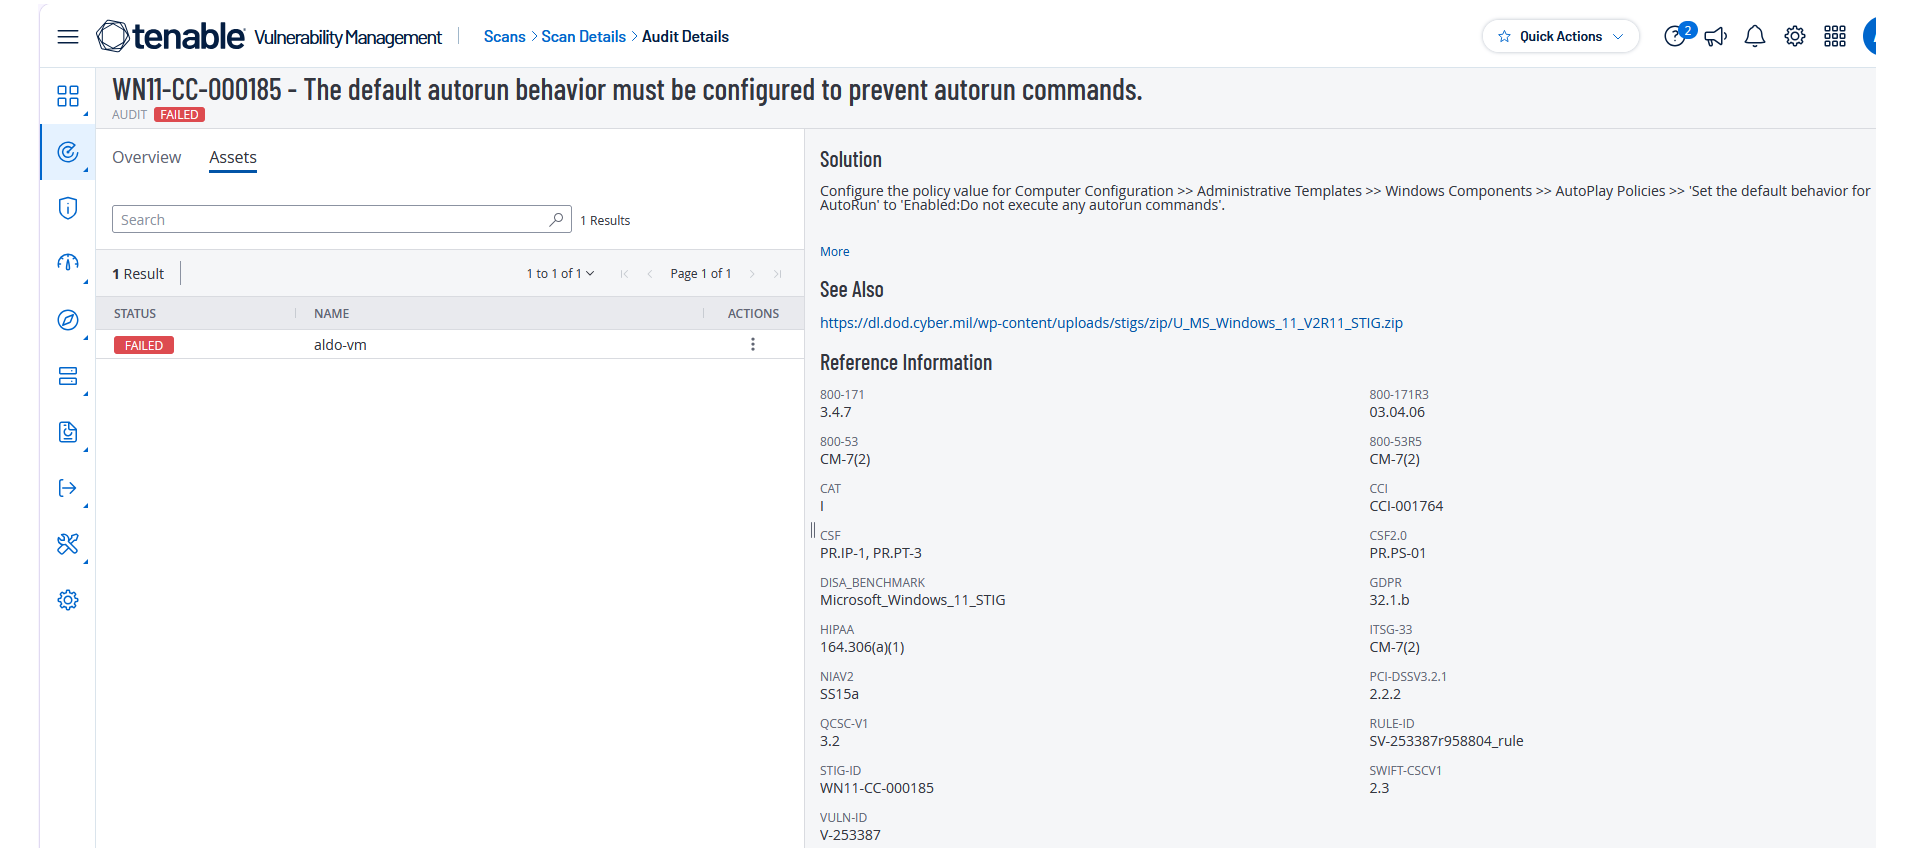 tenable Vulnerability Management
Scans > Scan Details > Audit Details
Quick Actions
2
WN11-CC-000185 - The default autorun behavior must be configured to prevent autorun commands.
AUDIT FAILED
Overview Assets
Search
1 Results
1 Result
1 to 1 of 1
Page 1 of 1
STATUS NAME ACTIONS
FAILED aldo-vm
Solution
Configure the policy value for Computer Configuration >> Administrative Templates >> Windows Components >> AutoPlay Policies >> 'Set the default behavior for
AutoRun' to 'Enabled:Do not execute any autorun commands'.
More
See Also
https://dl.dod.cyber.mil/wp-content/uploads/stigs/zip/U_MS_Windows_11_V2R11_STIG.zip
Reference Information
800-171 800-171R3
3.4.7 03.04.06
800-53 800-53R5
CM-7(2) CM-7(2)
CAT CCI
I CCI-001764
CSF CSF2.0
PR.IP-1, PR.PT-3 PR.PS-01
DISA_BENCHMARK GDPR
Microsoft_Windows_11_STIG 32.1.b
HIPAA ITSG-33
164.306(a)(1) CM-7(2)
NIAV2 PCI-DSSV3.2.1
SS15a 2.2.2
QCSC-V1 RULE-ID
3.2 SV-253387r958804_rule
STIG-ID SWIFT-CSCV1
WN11-CC-000185 2.3
VULN-ID
V-253387